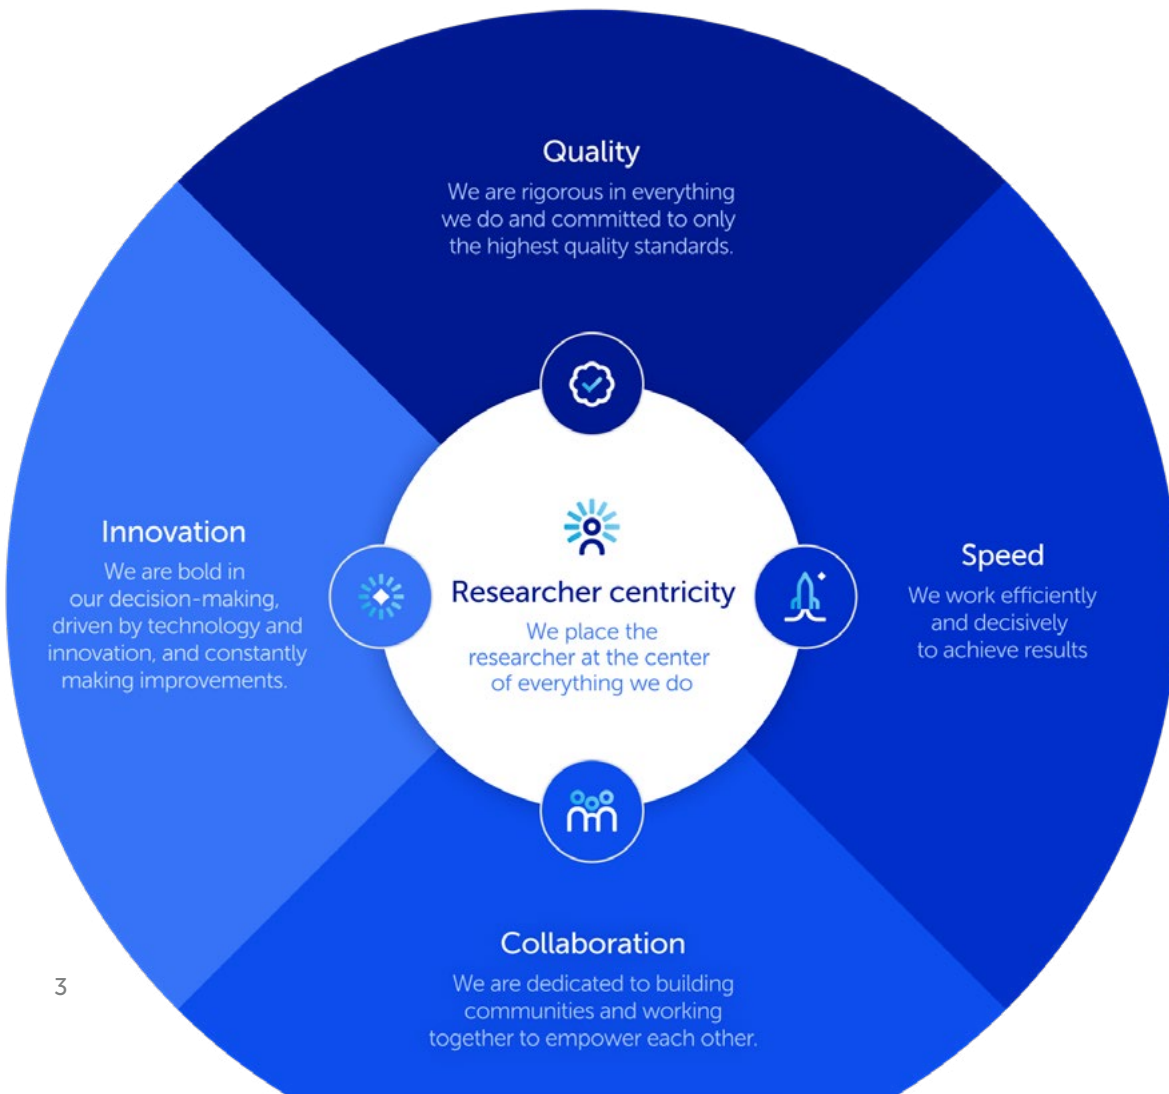 Quality
We are rigorous in everything
we do and committed to only
the highest quality standards.
Innovation
We are bold in
our decision-making,
driven by technology and
innovation, and constantly
making improvements.
Researcher centricity
We place the
researcher at the center
of everything we do
Speed
We work efficiently
and decisively
to achieve results
Collaboration
We are dedicated to building
communities and working
together to empower each other.
3